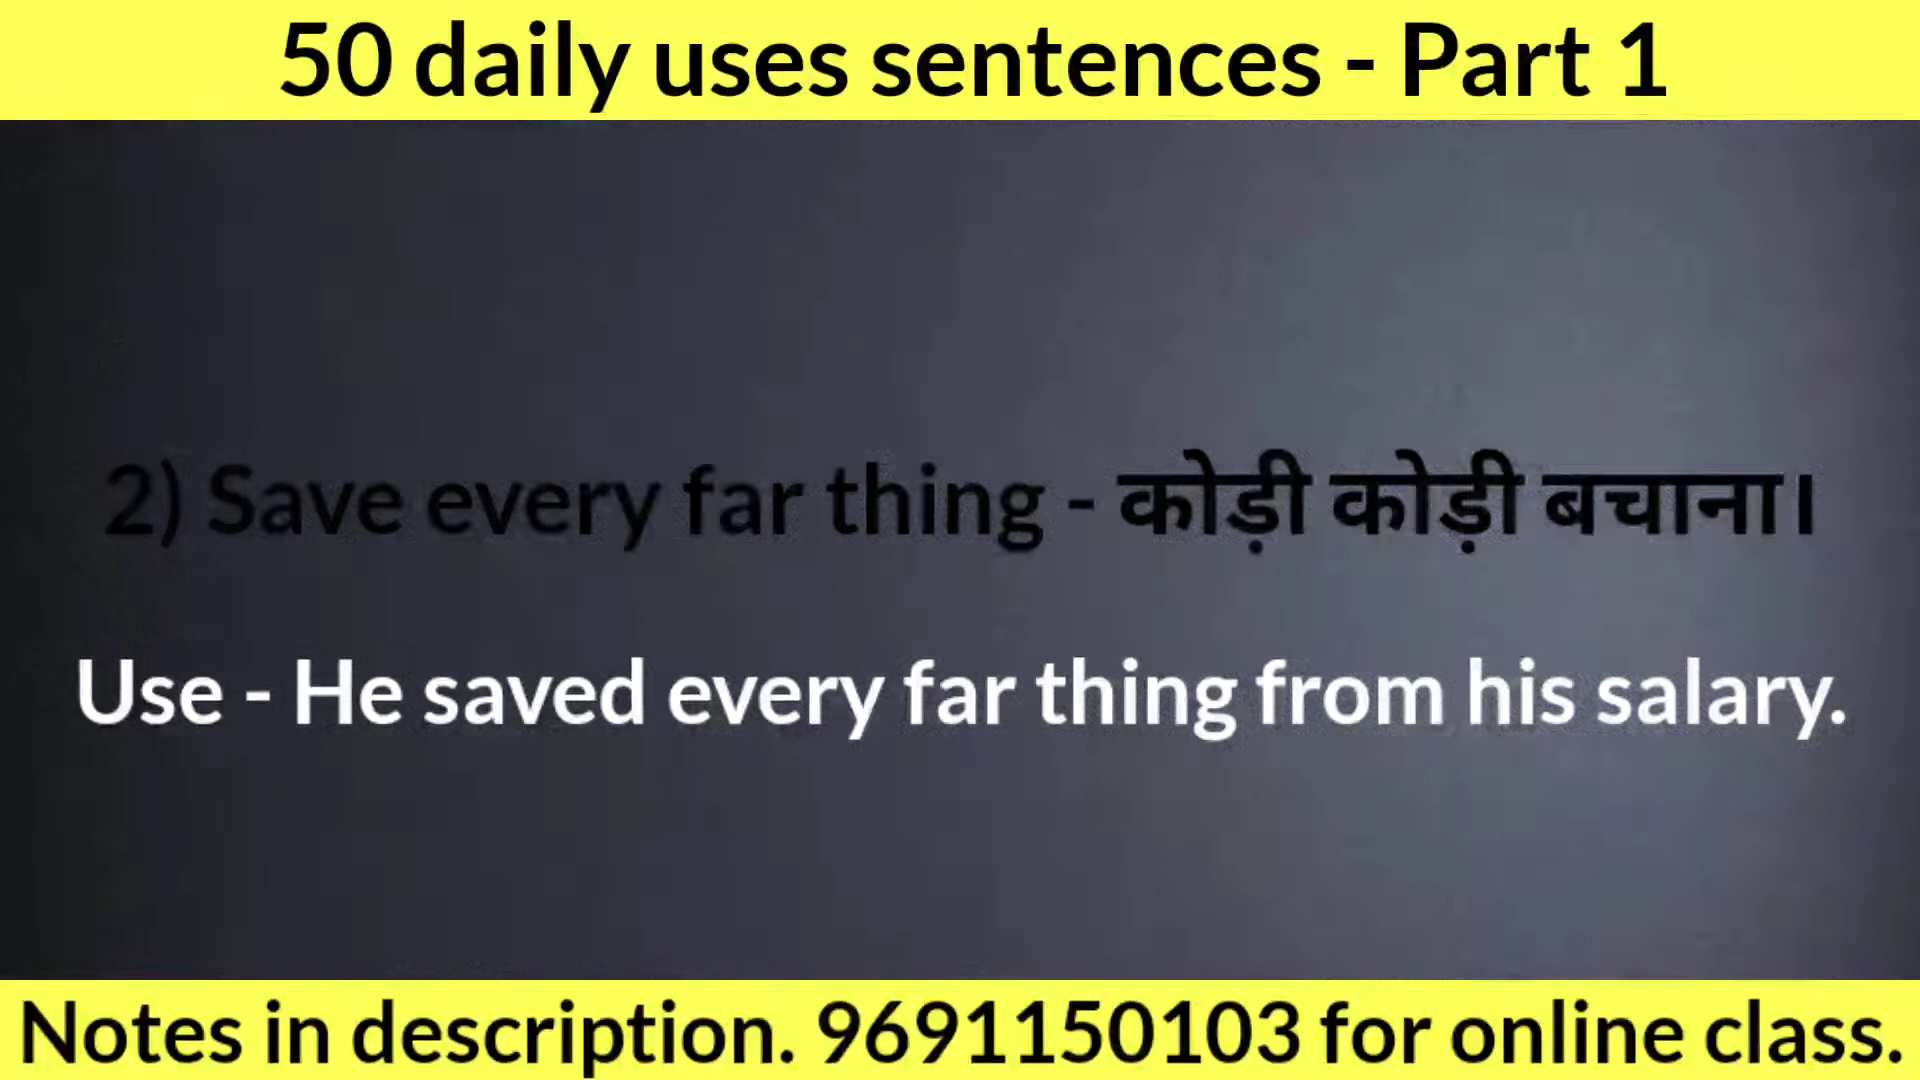 50 daily uses sentences - Part 1
2) Save every far thing - कोड़ी कोड़ी बचाना।
Use - He saved every far thing from his salary.
Notes in description. 9691150103 for online class.